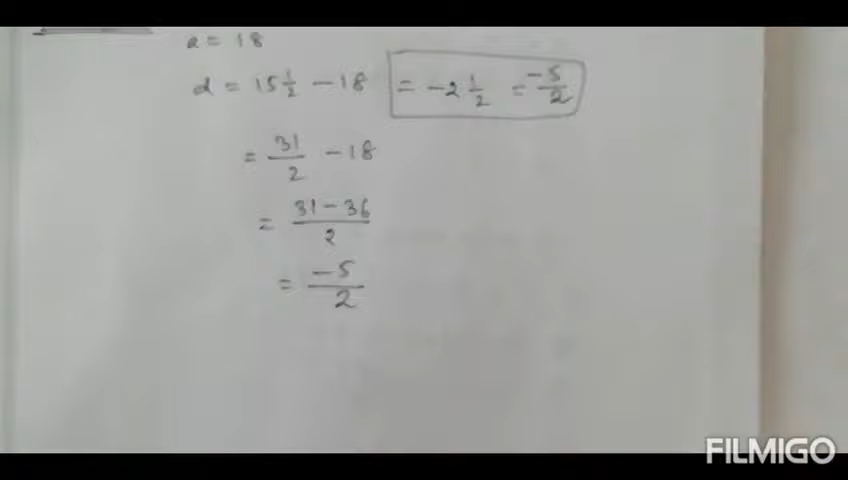 a = 18
d = 15 1/2 - 18 = -2 1/2 = -5/2
= 31/2 - 18
= 31 - 36/2
= -5/2
FILMIGO